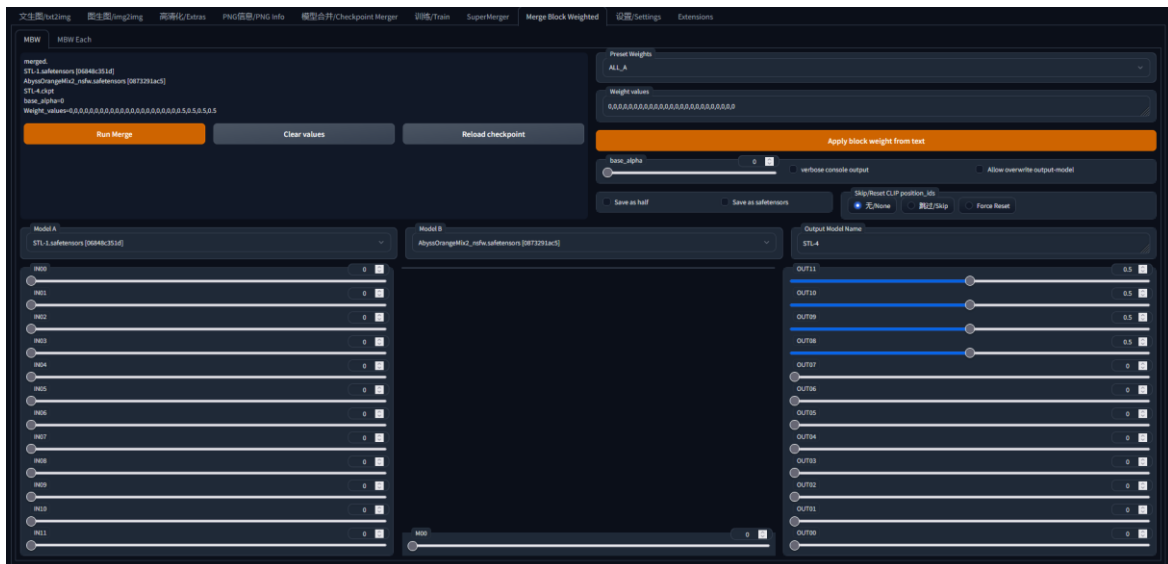 文生图/txt2img 图生图/img2img 高清化/Extras PNG信息/PNG Info 模型合并/Checkpoint Merger 训练/Train SuperMerger Merge Block Weighted 设置/Settings Extensions
MBW MBW Each
merged.
STL-1.safetensors [06848c351d]
AbyssOrangeMix2_nsfw.safetensors [0873291ac5]
STL-4.ckpt
base_alpha=0
Weight_values=0,0,0,0,0,0,0,0,0,0,0,0,0,0,0,0,0,0,0,0,0,0.5,0.5,0.5,0.5
Run Merge Clear values Reload checkpoint
Preset Weights
ALL_A
Weight values
0,0,0,0,0,0,0,0,0,0,0,0,0,0,0,0,0,0,0,0,0,0,0,0,0
Apply block weight from text
base_alpha 0
verbose console output Allow overwrite output-model
Save as half Save as safetensors
Skip/Reset CLIP position_ids
无/None 跳过/Skip Force Reset
Model A
STL-1.safetensors [06848c351d]
Model B
AbyssOrangeMix2_nsfw.safetensors [0873291ac5]
Output Model Name
STL-4
IN00 0
IN01 0
IN02 0
IN03 0
IN04 0
IN05 0
IN06 0
IN07 0
IN08 0
IN09 0
IN10 0
IN11 0
M00 0
OUT11 0.5
OUT10 0.5
OUT09 0.5
OUT08 0.5
OUT07 0
OUT06 0
OUT05 0
OUT04 0
OUT03 0
OUT02 0
OUT01 0
OUT00 0